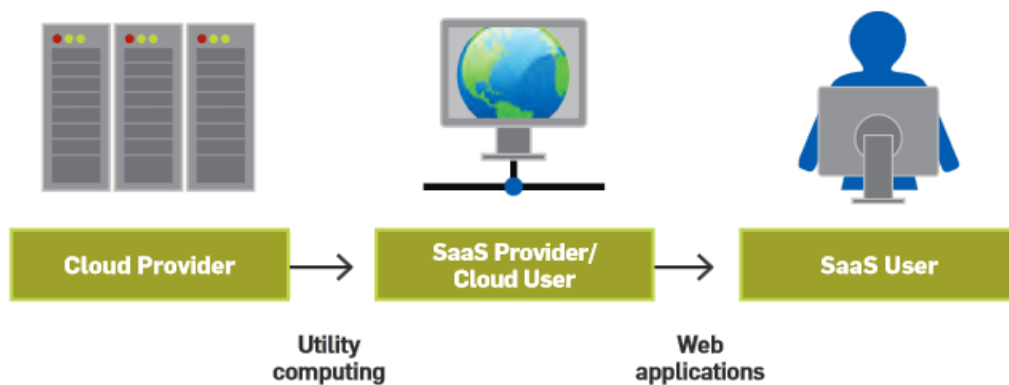 Cloud Provider
SaaS Provider/
Cloud User
SaaS User
Utility
computing
Web
applications